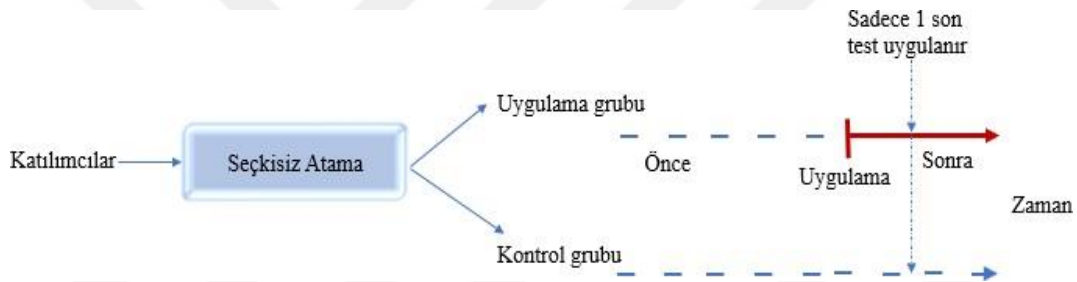 Sadece 1 son
test uygulanır
Uygulama grubu
Katılımcılar
Seçkisiz Atama
Önce
Sonra
Uygulama
Zaman
Kontrol grubu